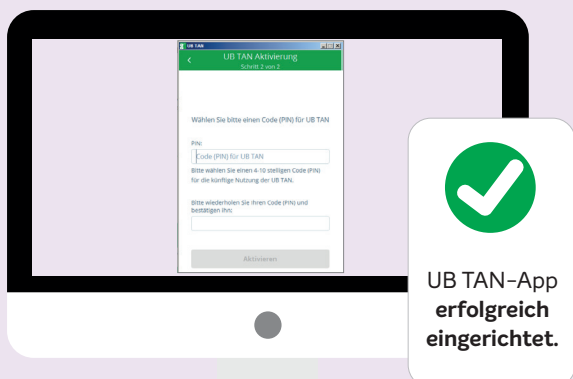 UB TAN
UB TAN Aktivierung
Schritt 2 von 2
Wählen Sie bitte einen Code (PIN) für UB TAN
PIN:
Code (PIN) für UB TAN
Bitte wählen Sie einen 4-10 stelligen Code (PIN)
für die künftige Nutzung der UB TAN.
Bitte wiederholen Sie Ihren Code (PIN) und
bestätigen ihn:
Aktivieren
UB TAN-App
erfolgreich
eingerichtet.